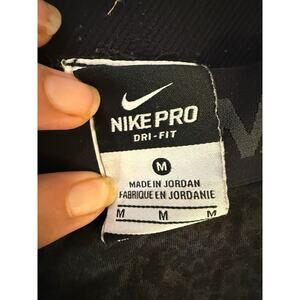 NIKE PRO
DRI-FIT
M
MADE IN JORDAN
FABRIQUE EN JORDANIE
M M M